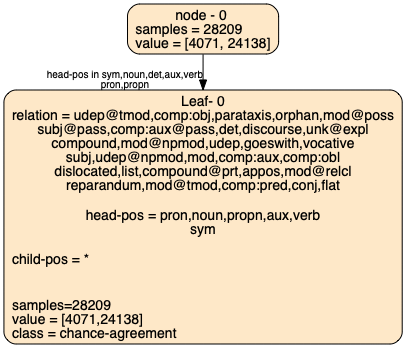 node - 0
samples = 28209
value = [4071, 24138]
head-pos in sym,noun,det,aux,verb
pron,propn
Leaf- 0
relation = udep@tmod,comp:obj,parataxis,orphan,mod@poss
subj@pass,comp:aux@pass,det,discourse,unk@expl
compound,mod@npmod,udep,goeswith,vocative
subj,udep@npmod,mod,comp:aux,comp:obl
dislocated,list,compound@prt,appos,mod@relcl
reparandum,mod@tmod,comp:pred,conj,flat
head-pos = pron,noun,propn,aux,verb
sym
child-pos = *
samples=28209
value = [4071,24138]
class = chance-agreement